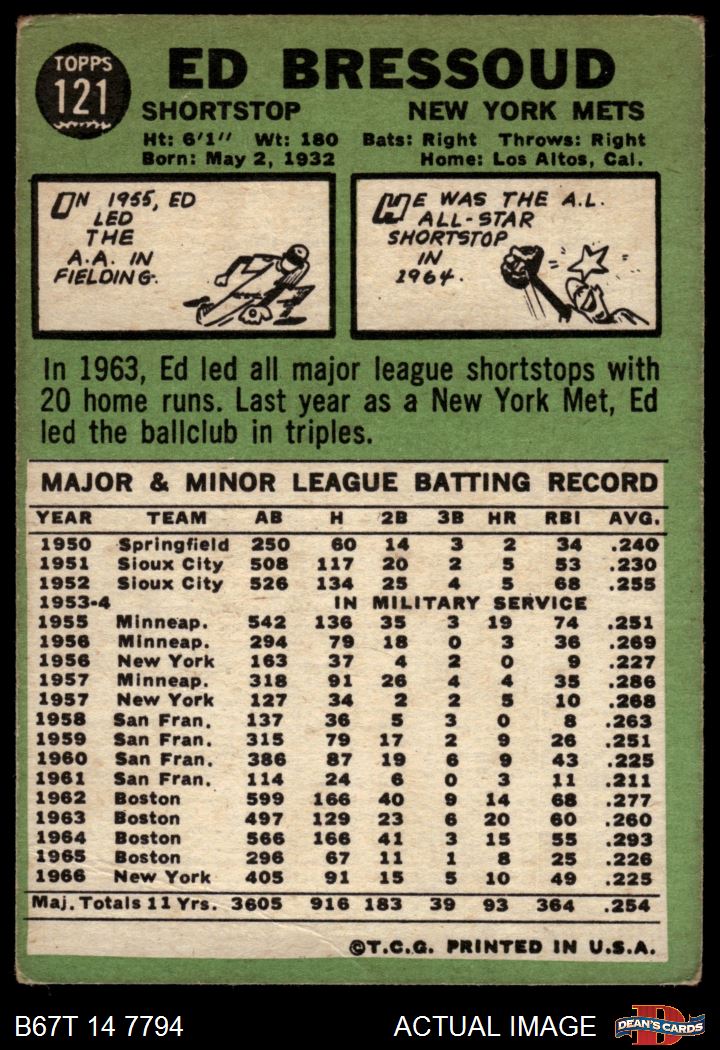 TOPPS
121
ED BRESSOUD
SHORTSTOP NEW YORK METS
Ht: 6'1'' Wt: 180 Bats: Right Throws: Right
Born: May 2, 1932 Home: Los Altos, Cal.
ON 1955, ED
LED
THE
A.A. IN
FIELDING.
HE WAS THE A.L.
ALL-STAR
SHORTSTOP
IN
1964.
In 1963, Ed led all major league shortstops with
20 home runs. Last year as a New York Met, Ed
led the ballclub in triples.
MAJOR & MINOR LEAGUE BATTING RECORD
YEAR TEAM AB H 2B 3B HR RBI AVG.
1950 Springfield 250 60 14 3 2 34 .240
1951 Sioux City 508 117 20 2 5 53 .230
1952 Sioux City 526 134 25 4 5 68 .255
1953-4 IN MILITARY SERVICE
1955 Minneap. 542 136 35 3 19 74 .251
1956 Minneap. 294 79 18 0 3 36 .269
1956 New York 163 37 4 2 0 9 .227
1957 Minneap. 318 91 26 4 4 35 .286
1957 New York 127 34 2 2 5 10 .268
1958 San Fran. 137 36 5 3 0 8 .263
1959 San Fran. 315 79 17 2 9 26 .251
1960 San Fran. 386 87 19 6 9 43 .225
1961 San Fran. 114 24 6 0 3 11 .211
1962 Boston 599 166 40 9 14 68 .277
1963 Boston 497 129 23 6 20 60 .260
1964 Boston 566 166 41 3 15 55 .293
1965 Boston 296 67 11 1 8 25 .226
1966 New York 405 91 15 5 10 49 .225
Maj. Totals 11 Yrs. 3605 916 183 39 93 364 .254
©T.C.G. PRINTED IN U.S.A.
B67T 14 7794 ACTUAL IMAGE
D
DEAN'S CARDS